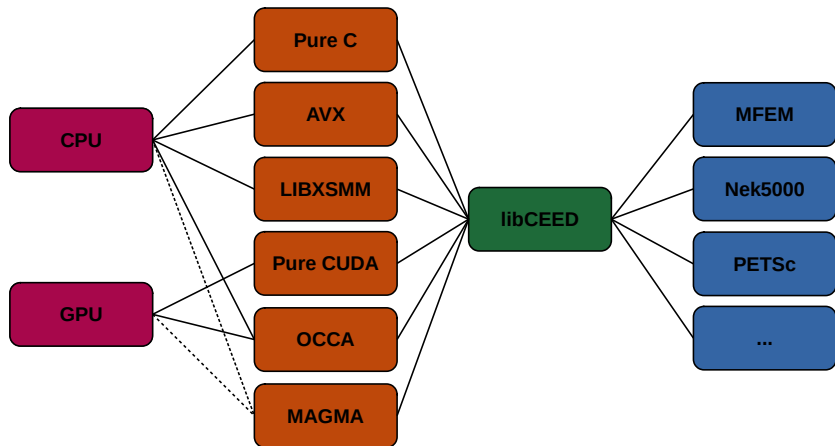 CPU
GPU
Pure C
AVX
LIBXSMM
Pure CUDA
OCCA
MAGMA
libCEED
MFEM
Nek5000
PETSc
...